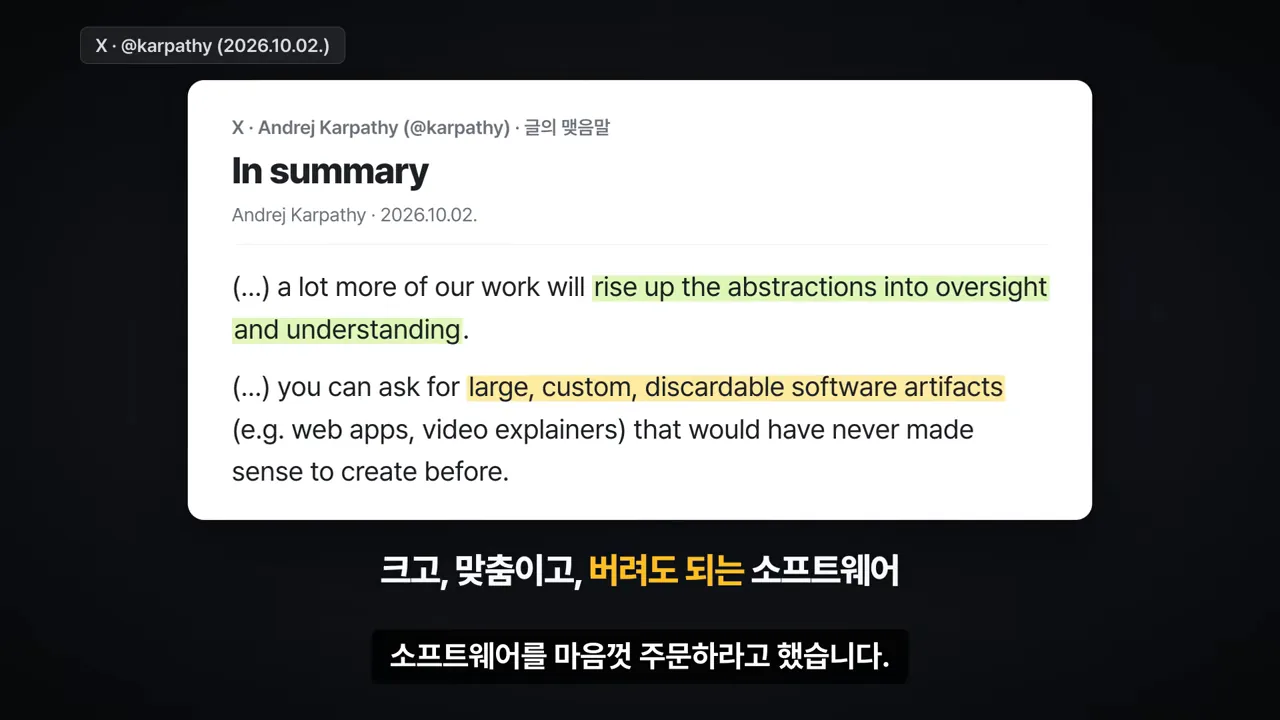 X · @karpathy (2026.10.02.)
X · Andrej Karpathy (@karpathy) · 글의 맺음말
In summary
Andrej Karpathy · 2026.10.02.
(...) a lot more of our work will rise up the abstractions into oversight
and understanding.
(...) you can ask for large, custom, discardable software artifacts
(e.g. web apps, video explainers) that would have never made
sense to create before.
크고, 맞춤이고, 버려도 되는 소프트웨어
소프트웨어를 마음껏 주문하라고 했습니다.